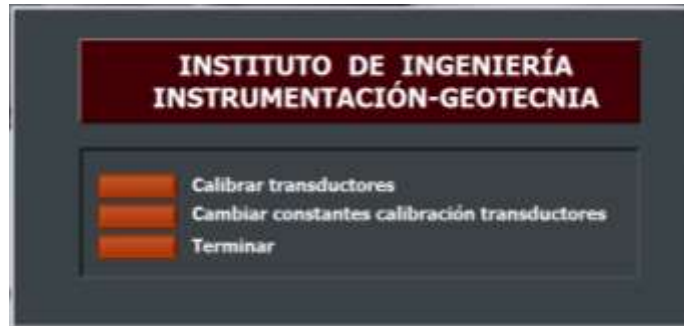 INSTITUTO DE INGENIERÍA
INSTRUMENTACIÓN-GEOTECNIA
Calibrar transductores
Cambiar constantes calibración transductores
Terminar